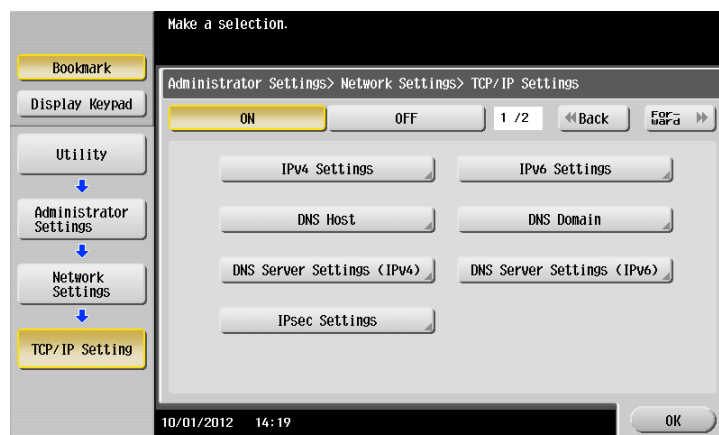 Make a selection.
Bookmark
Display Keypad
Utility
Administrator
Settings
Network
Settings
TCP/IP Setting
Administrator Settings> Network Settings> TCP/IP Settings
ON
OFF
1 /2
Back
For-
ward
IPv4 Settings
IPv6 Settings
DNS Host
DNS Domain
DNS Server Settings (IPv4)
DNS Server Settings (IPv6)
IPsec Settings
10/01/2012 14:19
OK